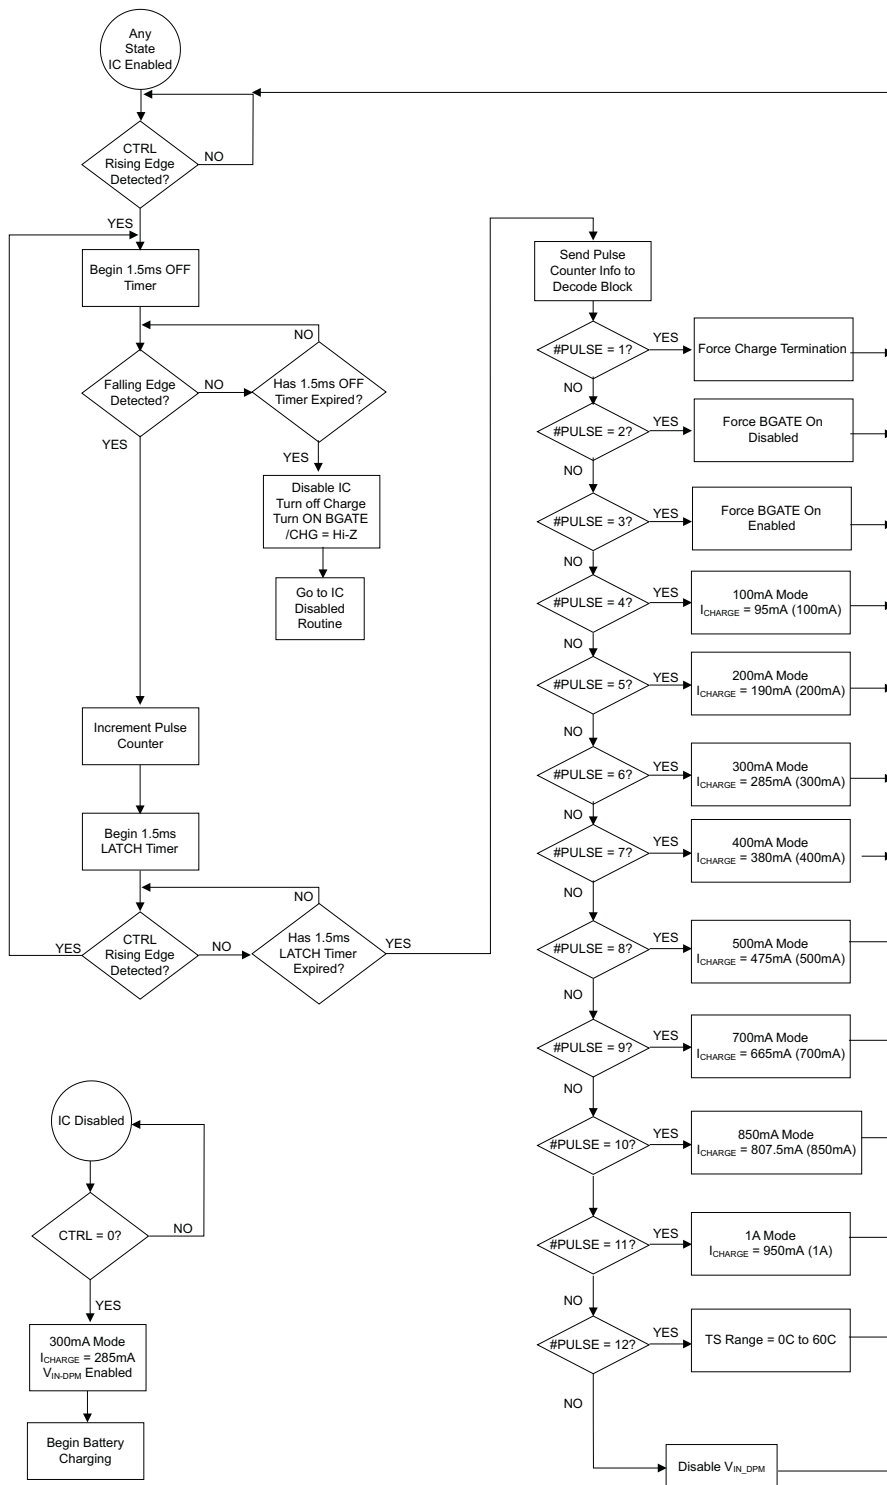 Any
State
IC Enabled
CTRL
Rising Edge
Detected?
NO
YES
Begin 1.5ms OFF
Timer
NO
Falling Edge
Detected?
NO
Has 1.5ms OFF
Timer Expired?
YES
YES
Disable IC
Turn off Charge
Turn ON BGATE
/CHG = Hi-Z
Go to IC
Disabled
Routine
Increment Pulse
Counter
Begin 1.5ms
LATCH Timer
NO
YES
CTRL
Rising Edge
Detected?
NO
Has 1.5ms
LATCH Timer
Expired?
YES
IC Disabled
CTRL = 0?
NO
YES
300mA Mode
ICHARGE = 285mA
VIN-DPM Enabled
Begin Battery
Charging
Send Pulse
Counter Info to
Decode Block
#PULSE = 1?
YES
Force Charge Termination
NO
#PULSE = 2?
YES
Force BGATE On
Disabled
NO
#PULSE = 3?
YES
Force BGATE On
Enabled
NO
#PULSE = 4?
YES
100mA Mode
ICHARGE = 95mA (100mA)
NO
#PULSE = 5?
YES
200mA Mode
ICHARGE = 190mA (200mA)
NO
#PULSE = 6?
YES
300mA Mode
ICHARGE = 285mA (300mA)
NO
#PULSE = 7?
YES
400mA Mode
ICHARGE = 380mA (400mA)
NO
#PULSE = 8?
YES
500mA Mode
ICHARGE = 475mA (500mA)
NO
#PULSE = 9?
YES
700mA Mode
ICHARGE = 665mA (700mA)
NO
#PULSE = 10?
YES
850mA Mode
ICHARGE = 807.5mA (850mA)
#PULSE = 11?
YES
1A Mode
ICHARGE = 950mA (1A)
NO
#PULSE = 12?
YES
TS Range = 0C to 60C
NO
Disable VIN_DPM